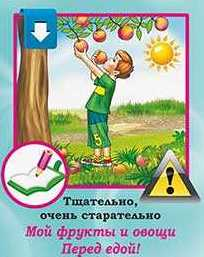 Тщательно,
очень старательно
Мой фрукты и овощи
Перед едой!